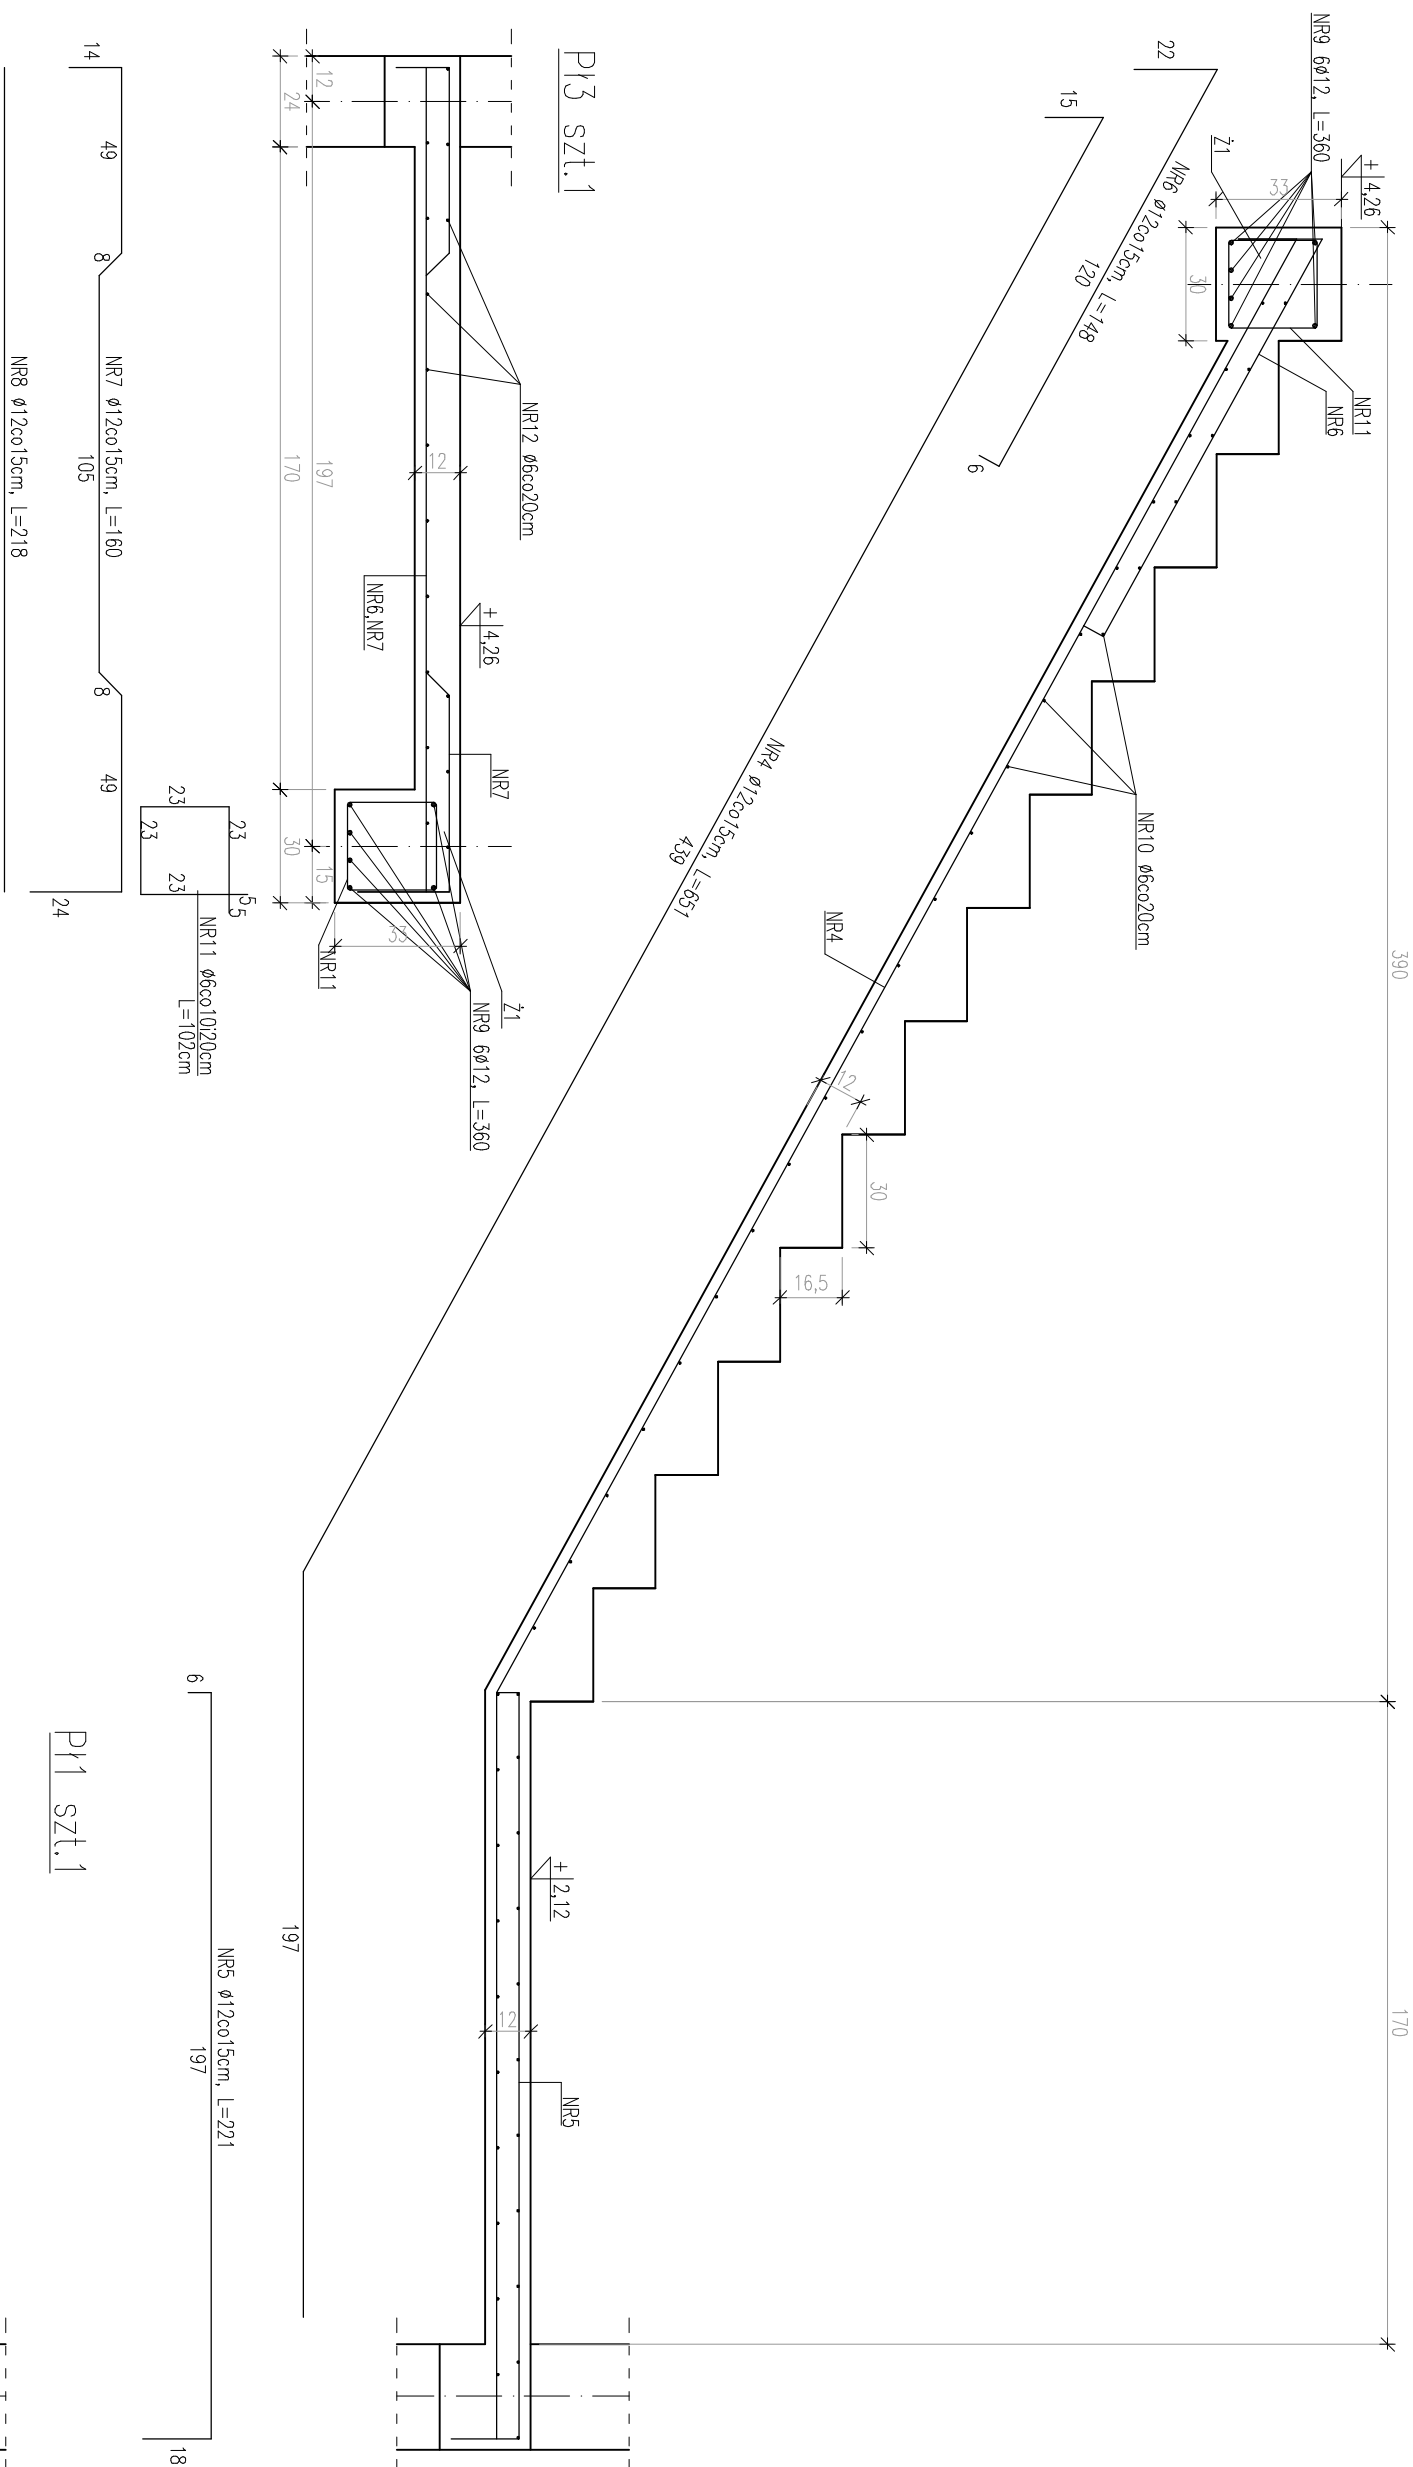 NR9 6ø12, L=360
Ż1
+ 4,26
33
30
NR11
NR6
22
NR6 ø12co15cm, L=148
120
6
15
NR4 ø12co15cm, L=651
439
197
NR10 ø6co20cm
NR4
12
30
16,5
390
170
+ 2,12
12
NR5
Pł3 szt.1
12
24
NR12 ø6co20cm
12
197
170
NR6,NR7
+ 4,26
NR7
30
15
33
NR11
Ż1
NR9 6ø12, L=360
14
49
8
NR7 ø12co15cm, L=160
105
8
49
24
NR8 ø12co15cm, L=218
23
23
23
23
5,5
NR11 ø6co10i20cm
L=102cm
Pł1 szt.1
6
NR5 ø12co15cm, L=221
197
18